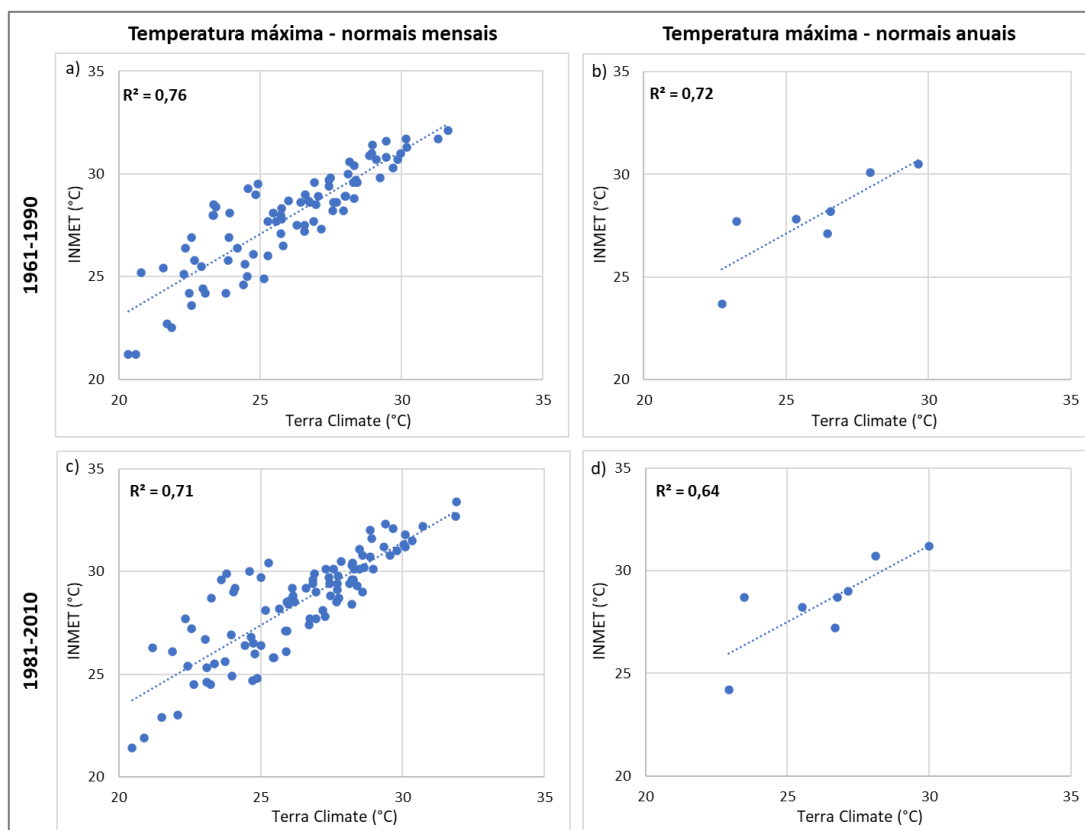 Temperatura máxima - normais mensais
Temperatura máxima - normais anuais
1961-1990
a)
R² = 0,76
35
30
25
20
INMET (°C)
20 25 30 35
Terra Climate (°C)
b)
R² = 0,72
35
30
25
20
INMET (°C)
20 25 30 35
Terra Climate (°C)
1981-2010
c)
R² = 0,71
35
30
25
20
INMET (°C)
20 25 30 35
Terra Climate (°C)
d)
R² = 0,64
35
30
25
20
INMET (°C)
20 25 30 35
Terra Climate (°C)